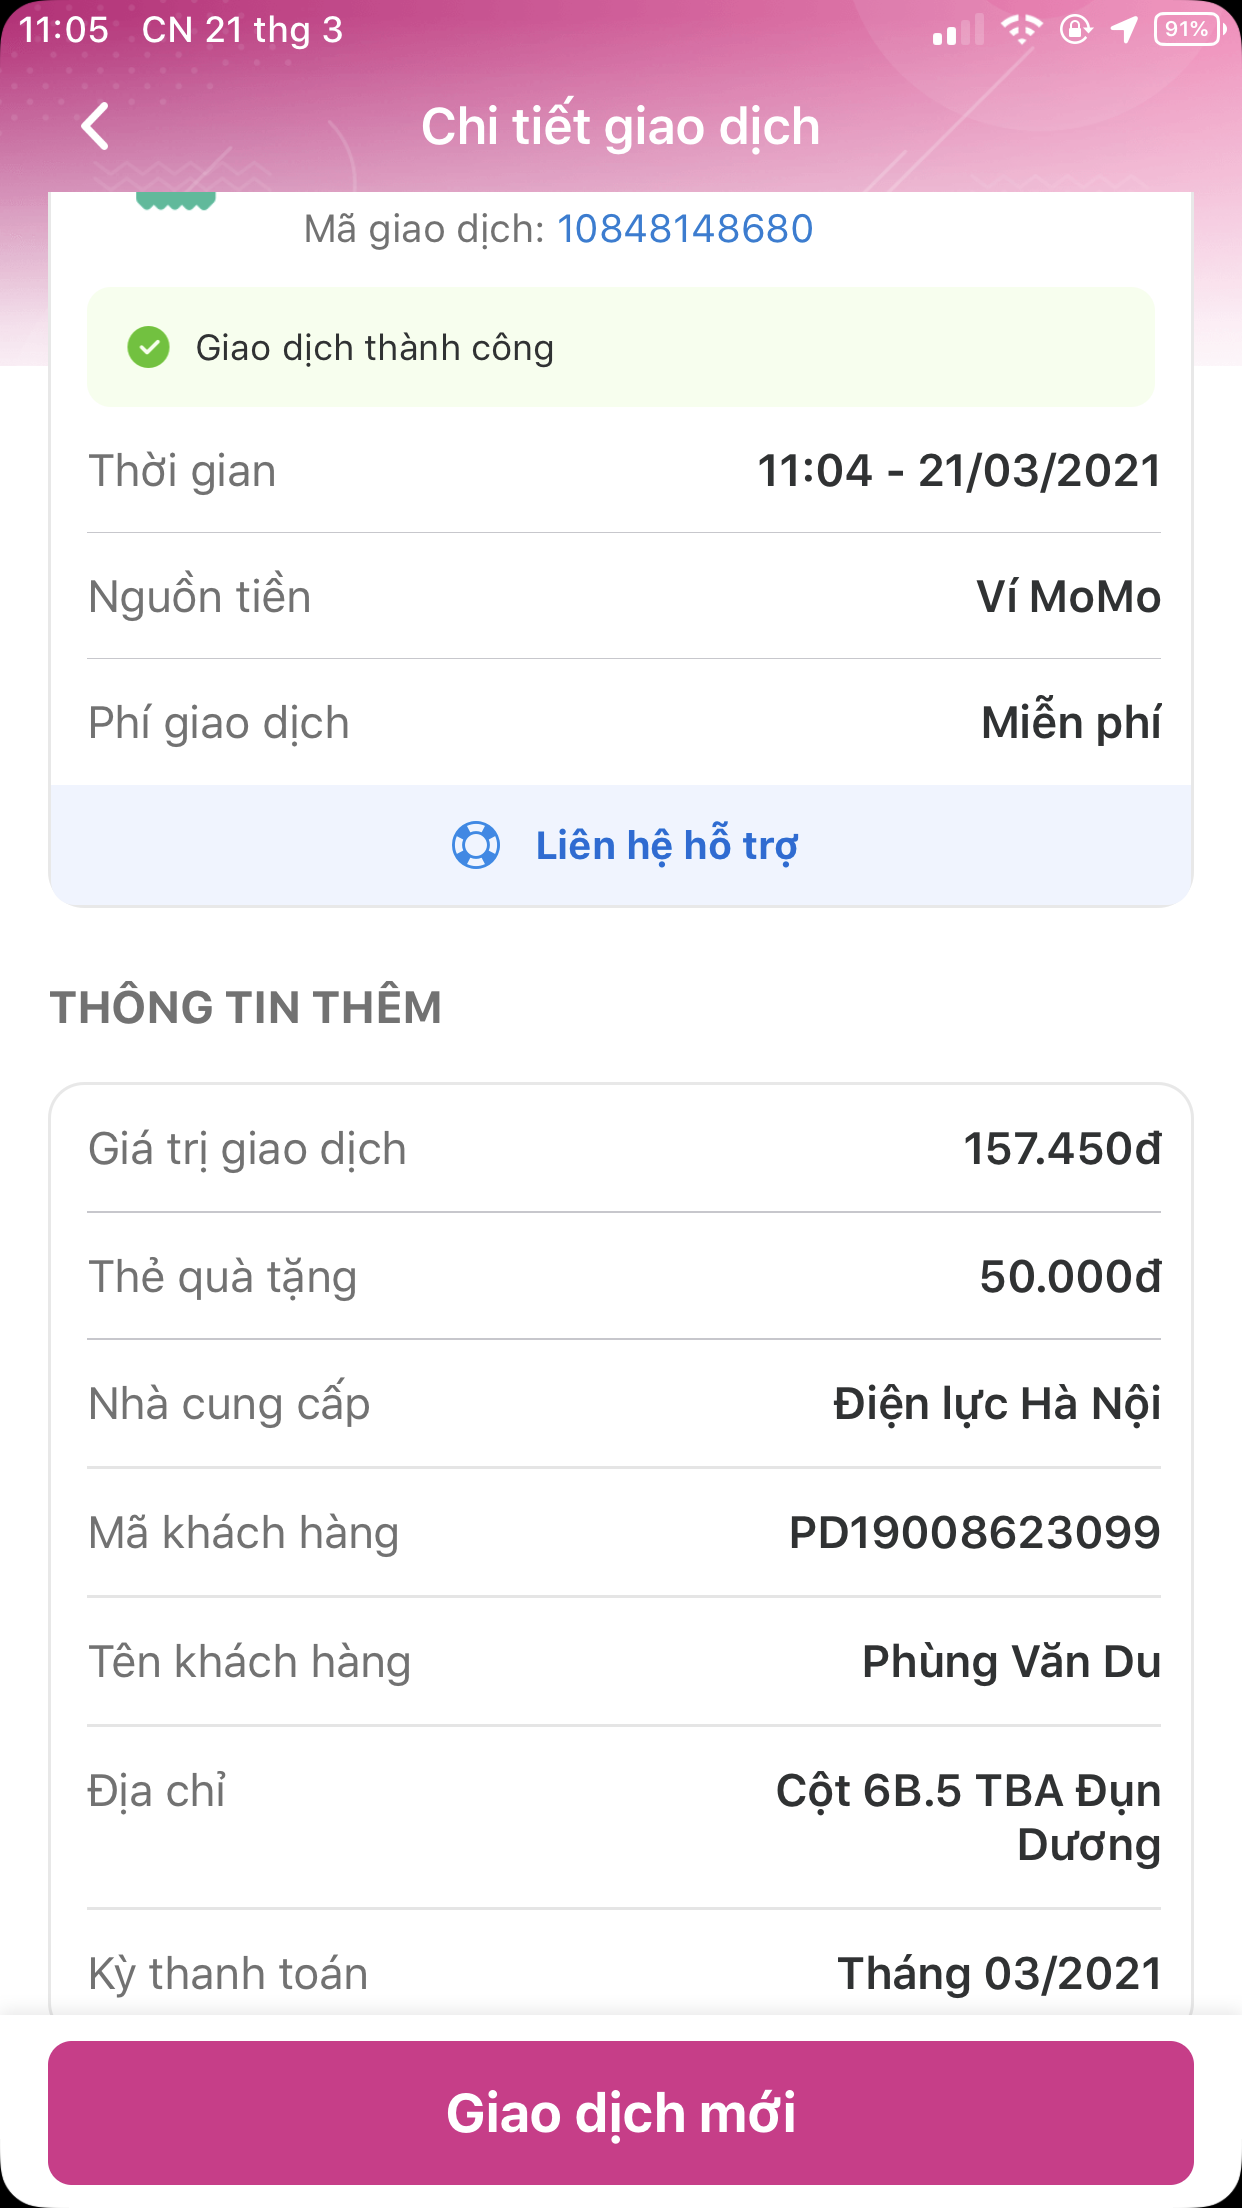 11:05 CN 21 thg 3
91%
Chi tiết giao dịch
Mã giao dịch: 10848148680
Giao dịch thành công
Thời gian 11:04 - 21/03/2021
Nguồn tiền Ví MoMo
Phí giao dịch Miễn phí
Liên hệ hỗ trợ
THÔNG TIN THÊM
Giá trị giao dịch 157.450đ
Thẻ quà tặng 50.000đ
Nhà cung cấp Điện lực Hà Nội
Mã khách hàng PD19008623099
Tên khách hàng Phùng Văn Du
Địa chỉ Cột 6B.5 TBA Đụn
Dương
Kỳ thanh toán Tháng 03/2021
Giao dịch mới